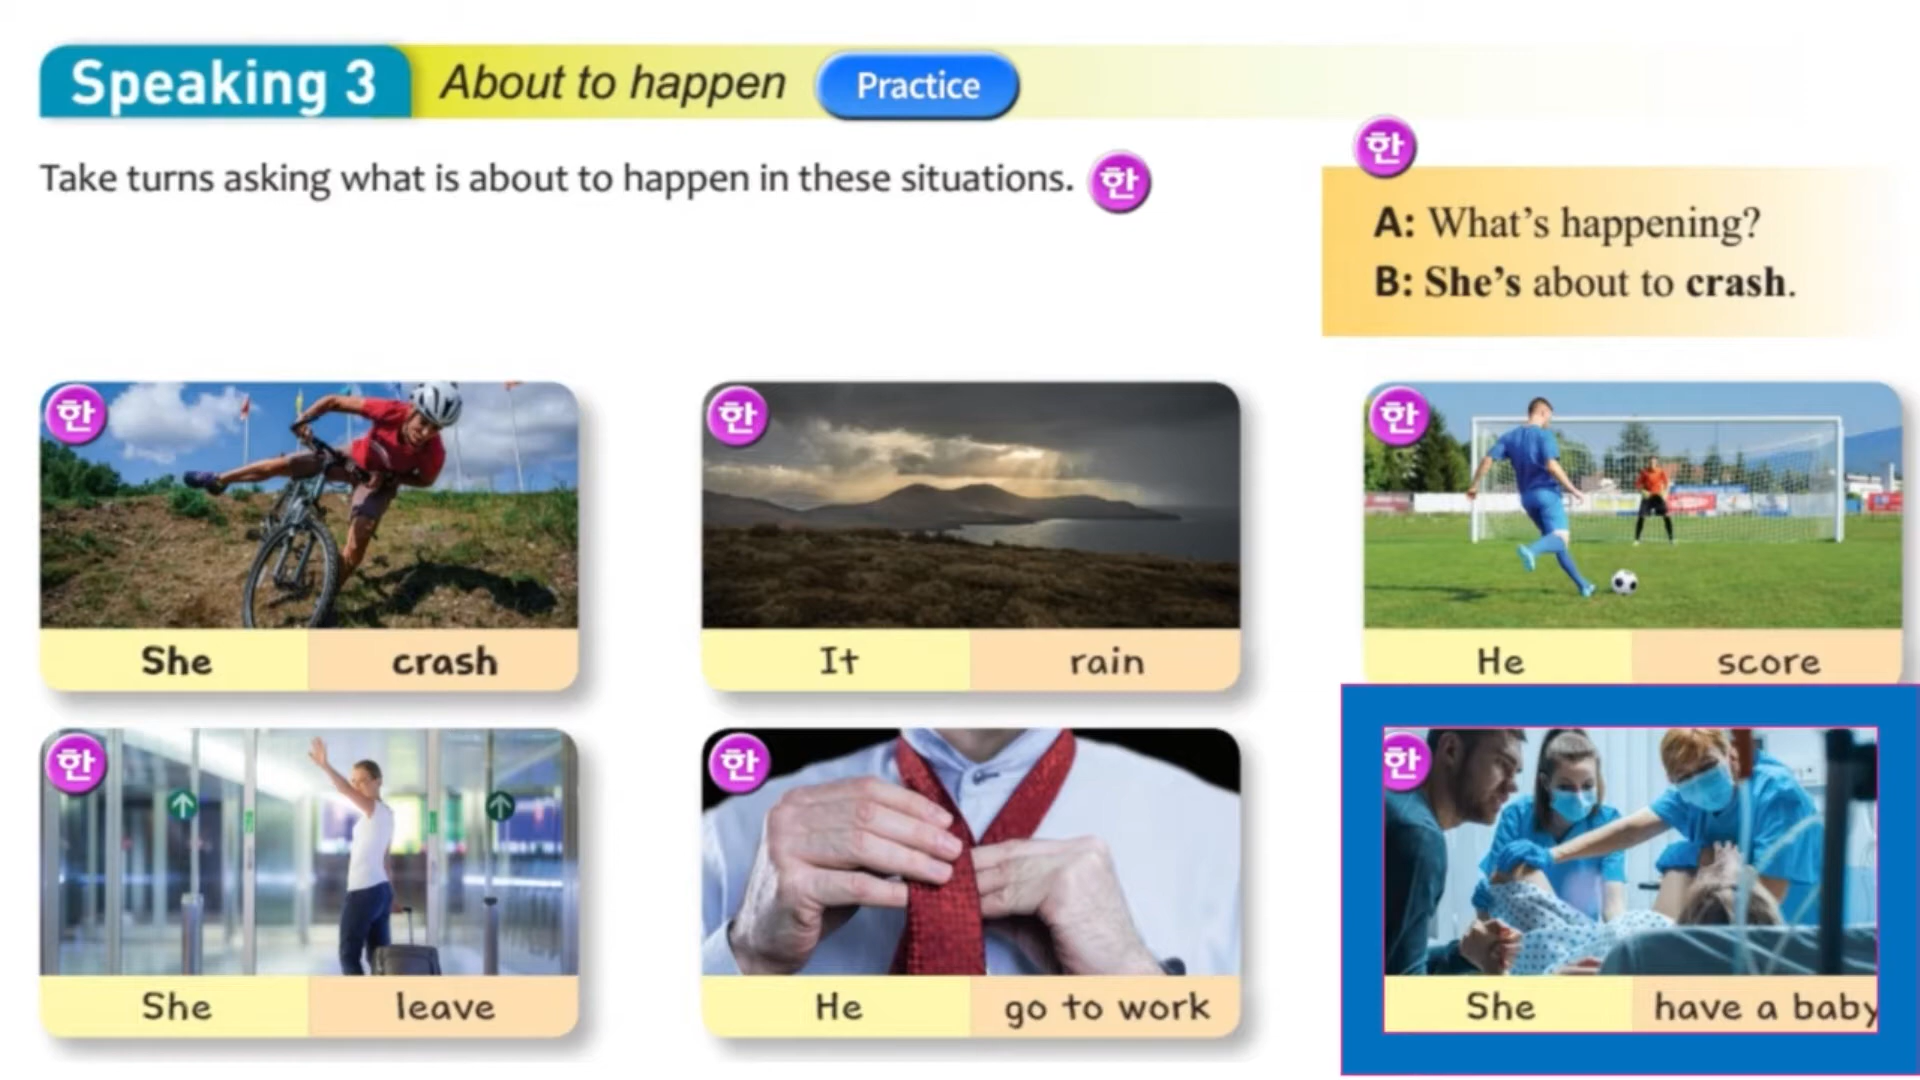 Speaking 3 About to happen Practice
Take turns asking what is about to happen in these situations. 한
한
A: What's happening?
B: She's about to crash.
한
She crash
한
It rain
한
He score
한
She leave
한
He go to work
한
She have a baby